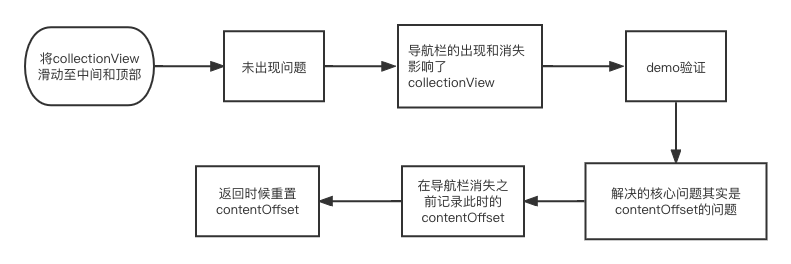 将collectionView
滑动至中间和顶部
未出现问题
导航栏的出现和消失
影响了
collectionView
demo验证
解决的核心问题其实是
contentOffset的问题
在导航栏消失之
前记录此时的
contentOffset
返回时候重置
contentOffset